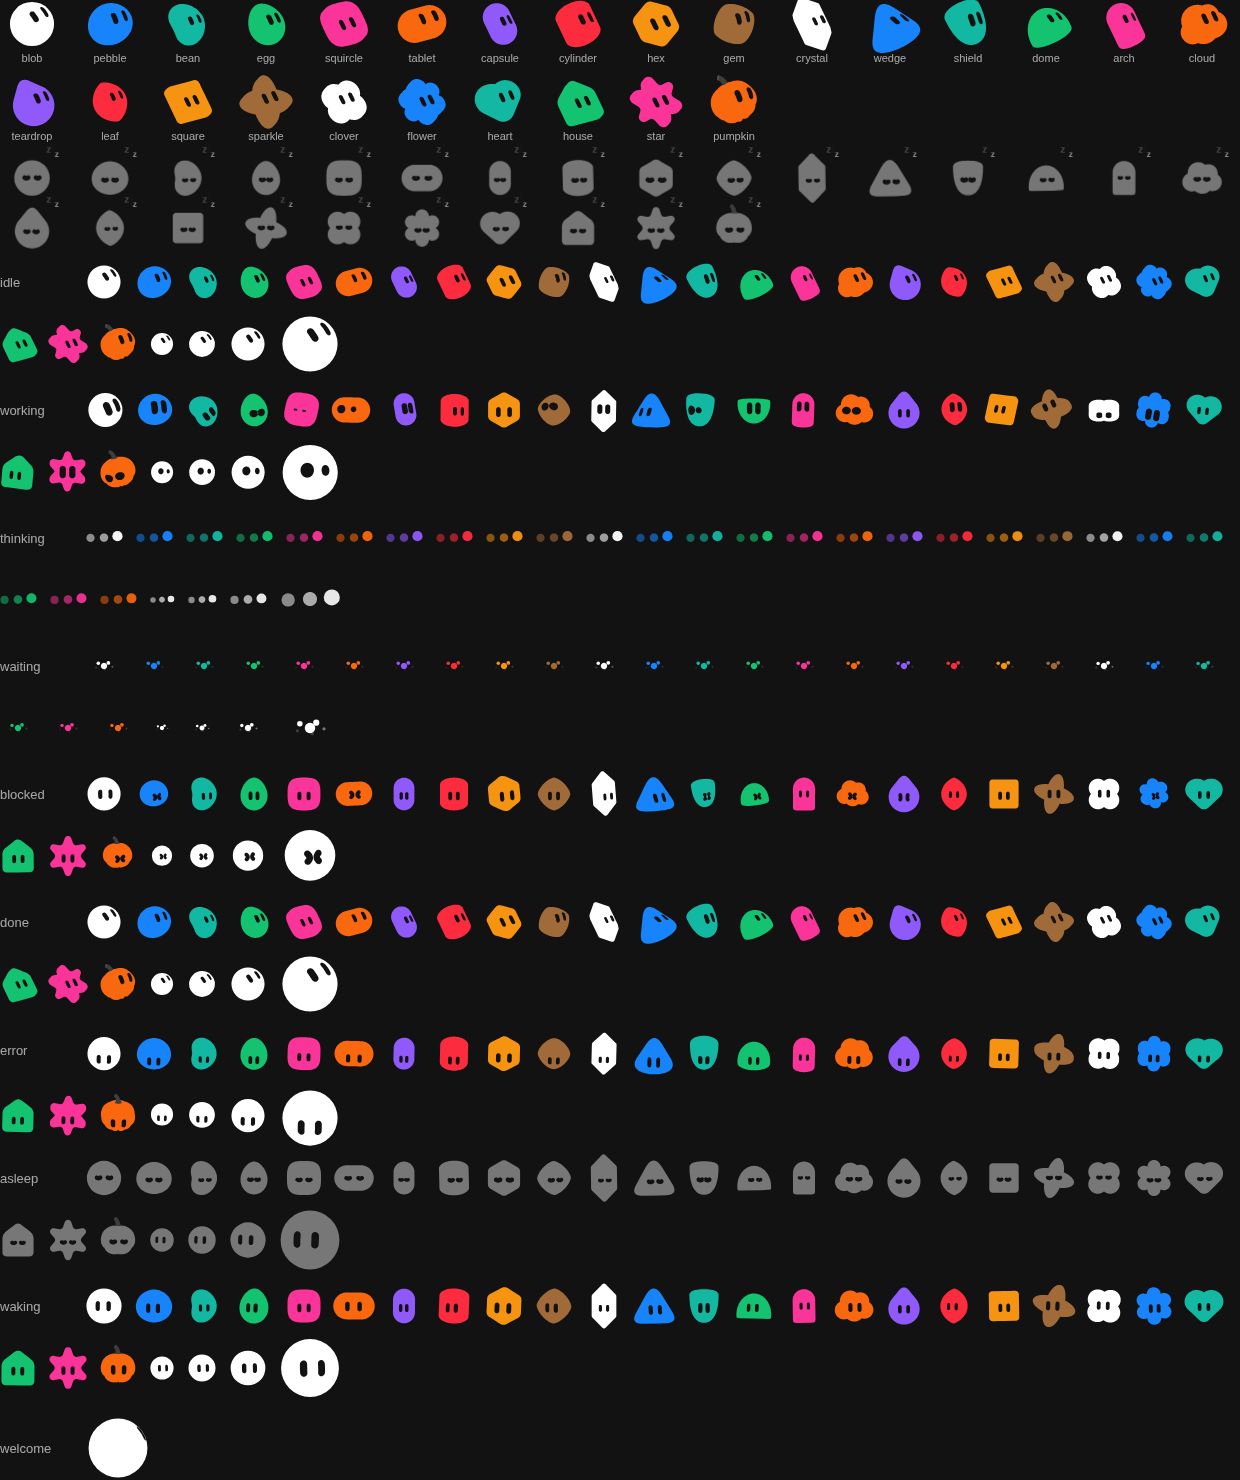 blob pebble bean egg squircle tablet capsule cylinder hex gem crystal wedge shield dome arch cloud
teardrop leaf square sparkle clover flower heart house star pumpkin
z z z z z z z z z z z z z z z z z z z z z z z z z z z z z z z z
z z z z z z z z z z z z z z z z z z z z
idle
working
thinking
waiting
blocked
done
error
asleep
waking
welcome